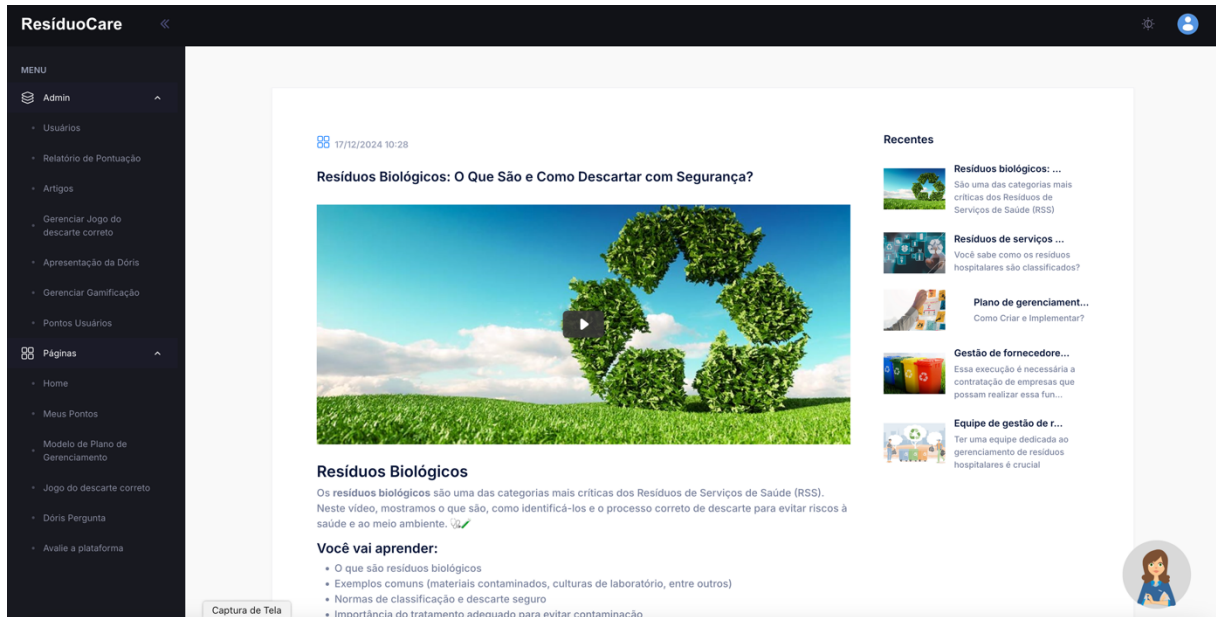 ResíduoCare
MENU
Admin
Usuários
Relatório de Pontuação
Artigos
Gerenciar Jogo do
descarte correto
Apresentação da Dóris
Gerenciar Gamificação
Pontos Usuários
Páginas
Home
Meus Pontos
Modelo de Plano de
Gerenciamento
Jogo do descarte correto
Dóris Pergunta
Avalie a plataforma
17/12/2024 10:28
Resíduos Biológicos: O Que São e Como Descartar com Segurança?
Resíduos Biológicos
Os resíduos biológicos são uma das categorias mais críticas dos Resíduos de Serviços de Saúde (RSS).
Neste vídeo, mostramos o que são, como identificá-los e o processo correto de descarte para evitar riscos à
saúde e ao meio ambiente. 🩺🧪
Você vai aprender:
• O que são resíduos biológicos
• Exemplos comuns (materiais contaminados, culturas de laboratório, entre outros)
• Normas de classificação e descarte seguro
• Importância do tratamento adequado para evitar contaminação
Recentes
Resíduos biológicos: ...
São uma das categorias mais
críticas dos Resíduos de
Serviços de Saúde (RSS)
Resíduos de serviços ...
Você sabe como os resíduos
hospitalares são classificados?
Plano de gerenciament...
Como Criar e Implementar?
Gestão de fornecedore...
Essa execução é necessária a
contratação de empresas que
possam realizar essa fun...
Equipe de gestão de r...
Ter uma equipe dedicada ao
gerenciamento de resíduos
hospitalares é crucial
Captura de Tela